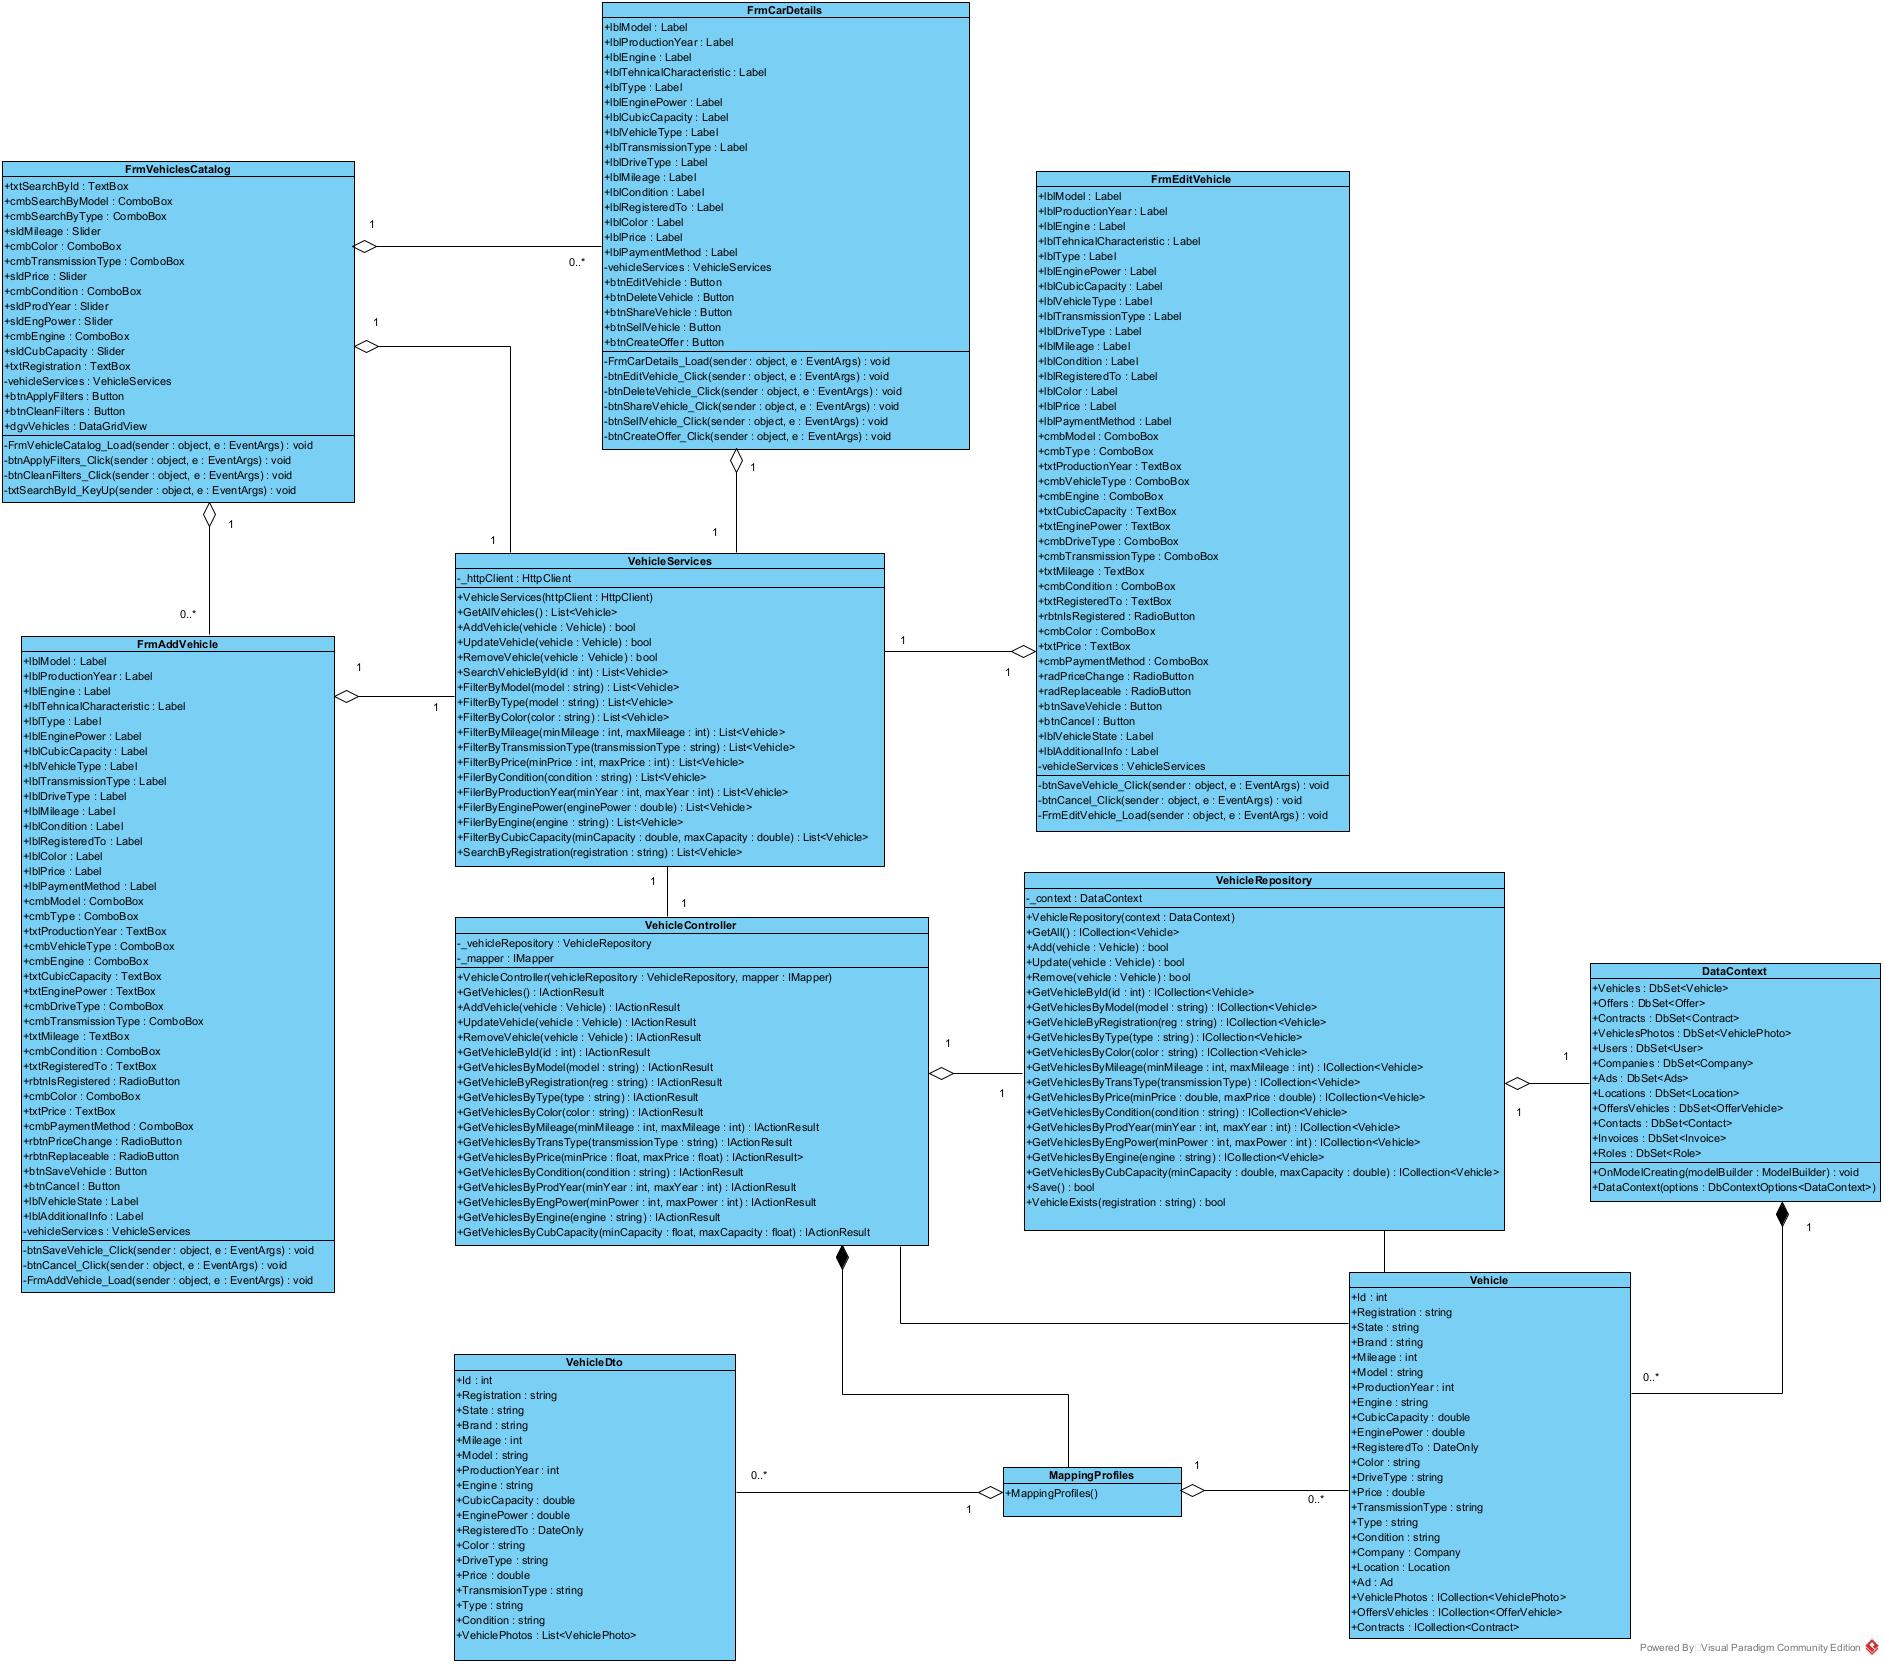 FrmCarDetails
+lblModel : Label
+lblProductionYear : Label
+lblEngine : Label
+lblTehnicalCharacteristic : Label
+lblType : Label
+lblEnginePower : Label
+lblCubicCapacity : Label
+lblVehicleType : Label
+lblTransmissionType : Label
+lblDriveType : Label
+lblMileage : Label
+lblCondition : Label
+lblRegisteredTo : Label
+lblColor : Label
+lblPrice : Label
+lblPaymentMethod : Label
-vehicleServices : VehicleServices
+btnEditVehicle : Button
+btnDeleteVehicle : Button
+btnShareVehicle : Button
+btnSellVehicle : Button
+btnCreateOffer : Button
-FrmCarDetails_Load(sender : object, e : EventArgs) : void
-btnEditVehicle_Click(sender : object, e : EventArgs) : void
-btnDeleteVehicle_Click(sender : object, e : EventArgs) : void
-btnShareVehicle_Click(sender : object, e : EventArgs) : void
-btnSellVehicle_Click(sender : object, e : EventArgs) : void
-btnCreateOffer_Click(sender : object, e : EventArgs) : void
FrmVehiclesCatalog
+txtSearchById : TextBox
+cmbSearchByModel : ComboBox
+cmbSearchByType : ComboBox
+sldMileage : Slider
+cmbColor : ComboBox
+cmbTransmissionType : ComboBox
+sldPrice : Slider
+cmbCondition : ComboBox
+sldProdYear : Slider
+sldEngPower : Slider
+cmbEngine : ComboBox
+sldCubCapacity : Slider
+txtRegistration : TextBox
-vehicleServices : VehicleServices
+btnApplyFilters : Button
+btnCleanFilters : Button
+dgvVehicles : DataGridView
-FrmVehicleCatalog_Load(sender : object, e : EventArgs) : void
-btnApplyFilters_Click(sender : object, e : EventArgs) : void
-btnCleanFilters_Click(sender : object, e : EventArgs) : void
-txtSearchById_KeyUp(sender : object, e : EventArgs) : void
1
0..*
1
1
1
1
1
0..*
FrmEditVehicle
+lblModel : Label
+lblProductionYear : Label
+lblEngine : Label
+lblTehnicalCharacteristic : Label
+lblType : Label
+lblEnginePower : Label
+lblCubicCapacity : Label
+lblVehicleType : Label
+lblTransmissionType : Label
+lblDriveType : Label
+lblMileage : Label
+lblCondition : Label
+lblRegisteredTo : Label
+lblColor : Label
+lblPrice : Label
+lblPaymentMethod : Label
+cmbModel : ComboBox
+cmbType : ComboBox
+txtProductionYear : TextBox
+cmbVehicleType : ComboBox
+cmbEngine : ComboBox
+txtCubicCapacity : TextBox
+txtEnginePower : TextBox
+cmbDriveType : ComboBox
+cmbTransmissionType : ComboBox
+txtMileage : TextBox
+cmbCondition : ComboBox
+txtRegisteredTo : TextBox
+rbtnIsRegistered : RadioButton
+cmbColor : ComboBox
+txtPrice : TextBox
+cmbPaymentMethod : ComboBox
+radPriceChange : RadioButton
+radReplaceable : RadioButton
+btnSaveVehicle : Button
+btnCancel : Button
+lblVehicleState : Label
+lblAdditionalInfo : Label
-vehicleServices : VehicleServices
-btnSaveVehicle_Click(sender : object, e : EventArgs) : void
-btnCancel_Click(sender : object, e : EventArgs) : void
-FrmEditVehicle_Load(sender : object, e : EventArgs) : void
VehicleServices
-_httpClient : HttpClient
+VehicleServices(httpClient : HttpClient)
+GetAllVehicles() : List<Vehicle>
+AddVehicle(vehicle : Vehicle) : bool
+UpdateVehicle(vehicle : Vehicle) : bool
+RemoveVehicle(vehicle : Vehicle) : bool
+SearchVehicleById(id : int) : List<Vehicle>
+FilterByModel(model : string) : List<Vehicle>
+FilterByType(model : string) : List<Vehicle>
+FilterByColor(color : string) : List<Vehicle>
+FilterByMileage(minMileage : int, maxMileage : int) : List<Vehicle>
+FilterByTransmissionType(transmissionType : string) : List<Vehicle>
+FilterByPrice(minPrice : int, maxPrice : int) : List<Vehicle>
+FilerByCondition(condition : string) : List<Vehicle>
+FilerByProductionYear(minYear : int, maxYear : int) : List<Vehicle>
+FilerByEnginePower(enginePower : double) : List<Vehicle>
+FilerByEngine(engine : string) : List<Vehicle>
+FilterByCubicCapacity(minCapacity : double, maxCapacity : double) : List<Vehicle>
+SearchByRegistration(registration : string) : List<Vehicle>
1
1
1
1
1
1
FrmAddVehicle
+lblModel : Label
+lblProductionYear : Label
+lblEngine : Label
+lblTehnicalCharacteristic : Label
+lblType : Label
+lblEnginePower : Label
+lblCubicCapacity : Label
+lblVehicleType : Label
+lblTransmissionType : Label
+lblDriveType : Label
+lblMileage : Label
+lblCondition : Label
+lblRegisteredTo : Label
+lblColor : Label
+lblPrice : Label
+lblPaymentMethod : Label
+cmbModel : ComboBox
+cmbType : ComboBox
+txtProductionYear : TextBox
+cmbVehicleType : ComboBox
+cmbEngine : ComboBox
+txtCubicCapacity : TextBox
+txtEnginePower : TextBox
+cmbDriveType : ComboBox
+cmbTransmissionType : ComboBox
+txtMileage : TextBox
+cmbCondition : ComboBox
+txtRegisteredTo : TextBox
+rbtnIsRegistered : RadioButton
+cmbColor : ComboBox
+txtPrice : TextBox
+cmbPaymentMethod : ComboBox
+rbtnPriceChange : RadioButton
+rbtnReplaceable : RadioButton
+btnSaveVehicle : Button
+btnCancel : Button
+lblVehicleState : Label
+lblAdditionalInfo : Label
-vehicleServices : VehicleServices
-btnSaveVehicle_Click(sender : object, e : EventArgs) : void
-btnCancel_Click(sender : object, e : EventArgs) : void
-FrmAddVehicle_Load(sender : object, e : EventArgs) : void
VehicleController
-_vehicleRepository : VehicleRepository
-_mapper : IMapper
+VehicleController(vehicleRepository : VehicleRepository, mapper : IMapper)
+GetVehicles() : IActionResult
+AddVehicle(vehicle : Vehicle) : IActionResult
+UpdateVehicle(vehicle : Vehicle) : IActionResult
+RemoveVehicle(vehicle : Vehicle) : IActionResult
+GetVehicleById(id : int) : IActionResult
+GetVehiclesByModel(model : string) : IActionResult
+GetVehicleByRegistration(reg : string) : IActionResult
+GetVehiclesByType(type : string) : IActionResult
+GetVehiclesByColor(color : string) : IActionResult
+GetVehiclesByMileage(minMileage : int, maxMileage : int) : IActionResult
+GetVehiclesByTransType(transmissionType : string) : IActionResult
+GetVehiclesByPrice(minPrice : float, maxPrice : float) : IActionResult>
+GetVehiclesByCondition(condition : string) : IActionResult
+GetVehiclesByProdYear(minYear : int, maxYear : int) : IActionResult
+GetVehiclesByEngPower(minPower : int, maxPower : int) : IActionResult
+GetVehiclesByEngine(engine : string) : IActionResult
+GetVehiclesByCubCapacity(minCapacity : float, maxCapacity : float) : IActionResult
1
1
VehicleRepository
-_context : DataContext
+VehicleRepository(context : DataContext)
+GetAll() : ICollection<Vehicle>
+Add(vehicle : Vehicle) : bool
+Update(vehicle : Vehicle) : bool
+Remove(vehicle : Vehicle) : bool
+GetVehicleById(id : int) : ICollection<Vehicle>
+GetVehiclesByModel(model : string) : ICollection<Vehicle>
+GetVehicleByRegistration(reg : string) : ICollection<Vehicle>
+GetVehiclesByType(type : string) : ICollection<Vehicle>
+GetVehiclesByColor(color : string) : ICollection<Vehicle>
+GetVehiclesByMileage(minMileage : int, maxMileage : int) : ICollection<Vehicle>
+GetVehiclesByTransType(transmissionType) : ICollection<Vehicle>
+GetVehiclesByPrice(minPrice : double, maxPrice : double) : ICollection<Vehicle>
+GetVehiclesByCondition(condition : string) : ICollection<Vehicle>
+GetVehiclesByProdYear(minYear : int, maxYear : int) : ICollection<Vehicle>
+GetVehiclesByEngPower(minPower : int, maxPower : int) : ICollection<Vehicle>
+GetVehiclesByEngine(engine : string) : ICollection<Vehicle>
+GetVehiclesByCubCapacity(minCapacity : double, maxCapacity : double) : ICollection<Vehicle>
+Save() : bool
+VehicleExists(registration : string) : bool
1
1
DataContext
+Vehicles : DbSet<Vehicle>
+Offers : DbSet<Offer>
+Contracts : DbSet<Contract>
+VehiclesPhotos : DbSet<VehiclePhoto>
+Users : DbSet<User>
+Companies : DbSet<Company>
+Ads : DbSet<Ads>
+Locations : DbSet<Location>
+OffersVehicles : DbSet<OfferVehicle>
+Contacts : DbSet<Contact>
+Invoices : DbSet<Invoice>
+Roles : DbSet<Role>
+OnModelCreating(modelBuilder : ModelBuilder) : void
+DataContext(options : DbContextOptions<DataContext>)
1
0..*
VehicleDto
+Id : int
+Registration : string
+State : string
+Brand : string
+Mileage : int
+Model : string
+ProductionYear : int
+Engine : string
+CubicCapacity : double
+EnginePower : double
+RegisteredTo : DateOnly
+Color : string
+DriveType : string
+Price : double
+TransmisionType : string
+Type : string
+Condition : string
+VehiclePhotos : List<VehiclePhoto>
0..*
1
MappingProfiles
+MappingProfiles()
1
0..*
Vehicle
+Id : int
+Registration : string
+State : string
+Brand : string
+Mileage : int
+Model : string
+ProductionYear : int
+Engine : string
+CubicCapacity : double
+EnginePower : double
+RegisteredTo : DateOnly
+Color : string
+DriveType : string
+Price : double
+TransmissionType : string
+Type : string
+Condition : string
+Company : Company
+Location : Location
+Ad : Ad
+VehiclePhotos : ICollection<VehiclePhoto>
+OffersVehicles : ICollection<OfferVehicle>
+Contracts : ICollection<Contract>
Powered By Visual Paradigm Community Edition